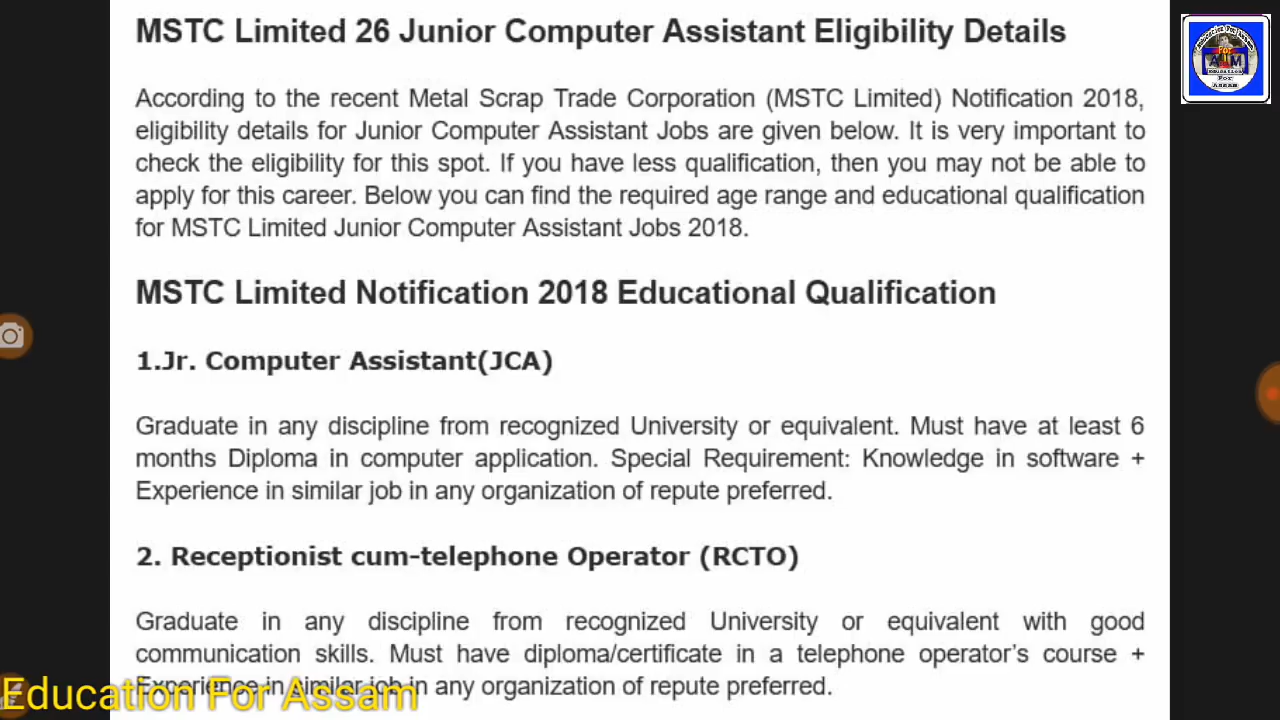 MSTC Limited 26 Junior Computer Assistant Eligibility Details
According to the recent Metal Scrap Trade Corporation (MSTC Limited) Notification 2018,
eligibility details for Junior Computer Assistant Jobs are given below. It is very important to
check the eligibility for this spot. If you have less qualification, then you may not be able to
apply for this career. Below you can find the required age range and educational qualification
for MSTC Limited Junior Computer Assistant Jobs 2018.
MSTC Limited Notification 2018 Educational Qualification
1.Jr. Computer Assistant(JCA)
Graduate in any discipline from recognized University or equivalent. Must have at least 6
months Diploma in computer application. Special Requirement: Knowledge in software +
Experience in similar job in any organization of repute preferred.
2. Receptionist cum-telephone Operator (RCTO)
Graduate in any discipline from recognized University or equivalent with good
communication skills. Must have diploma/certificate in a telephone operator's course +
Experience in similar job in any organization of repute preferred.
Education For Assam
For
AIM
Education
For
Assam